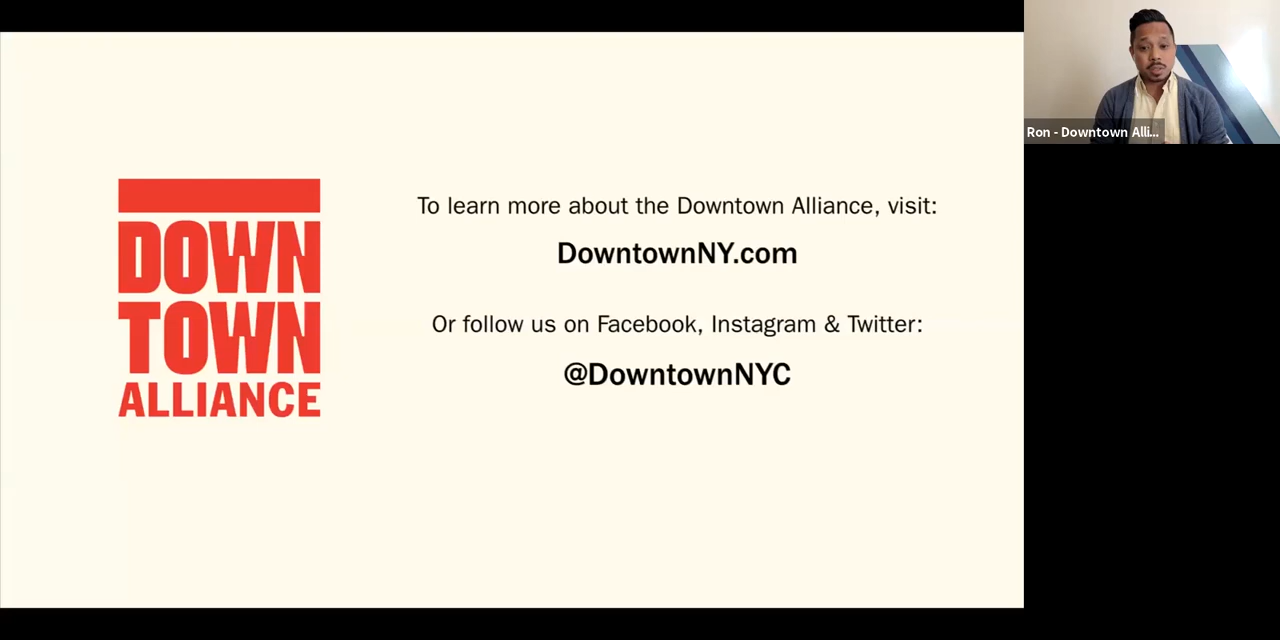 DOWN
TOWN
ALLIANCE
To learn more about the Downtown Alliance, visit:
DowntownNY.com
Or follow us on Facebook, Instagram & Twitter:
@DowntownNYC
Ron - Downtown Alli...